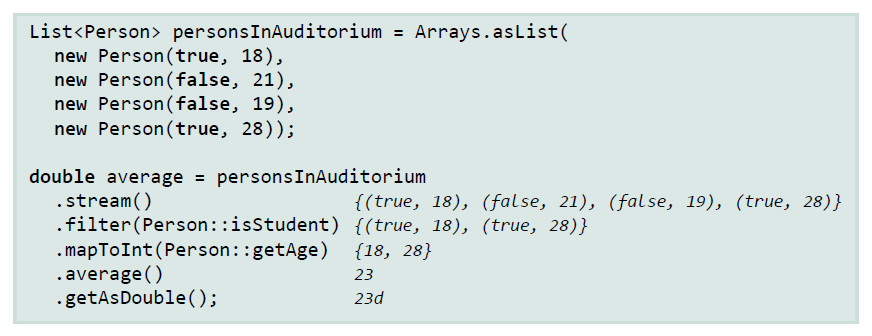 List<Person> personsInAuditorium = Arrays.asList(
new Person(true, 18),
new Person(false, 21),
new Person(false, 19),
new Person(true, 28));
double average = personsInAuditorium
.stream() {(true, 18), (false, 21), (false, 19), (true, 28)}
.filter(Person::isStudent) {(true, 18), (true, 28)}
.mapToInt(Person::getAge) {18, 28}
.average() 23
.getAsDouble(); 23d